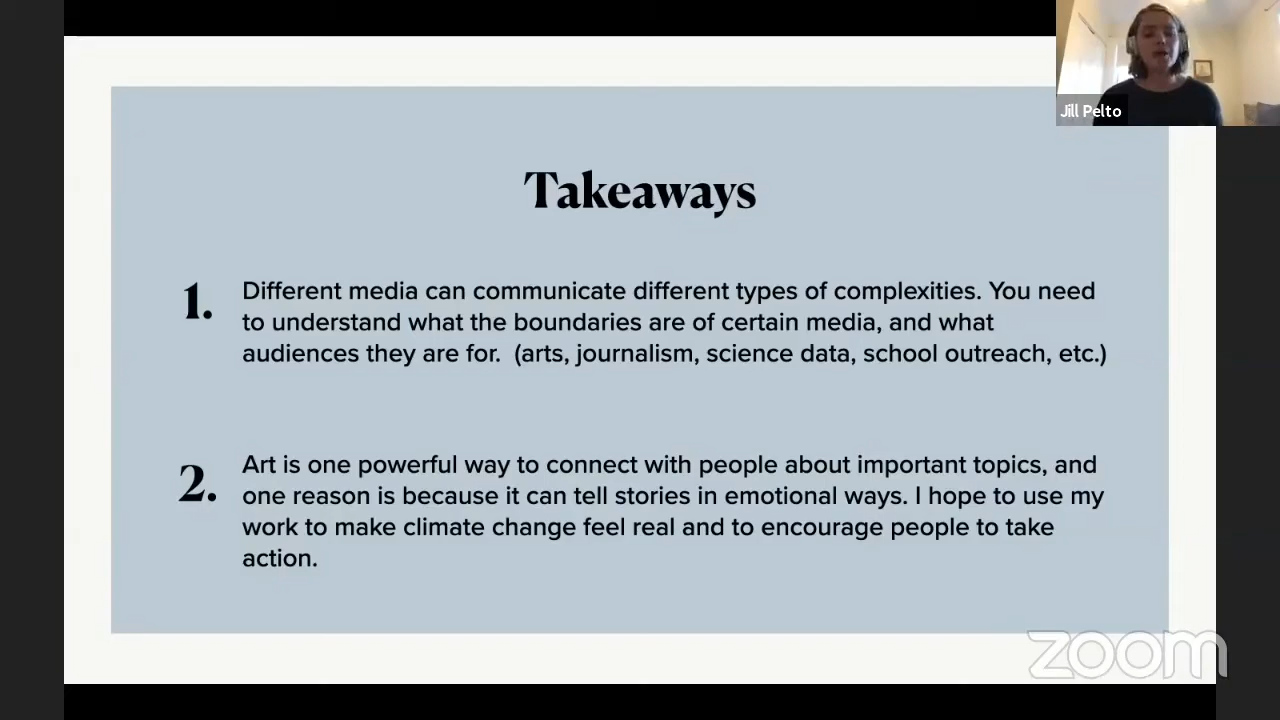 Jill Pelto
Takeaways
1.
Different media can communicate different types of complexities. You need
to understand what the boundaries are of certain media, and what
audiences they are for.  (arts, journalism, science data, school outreach, etc.)
2.
Art is one powerful way to connect with people about important topics, and
one reason is because it can tell stories in emotional ways. I hope to use my
work to make climate change feel real and to encourage people to take
action.
zoom